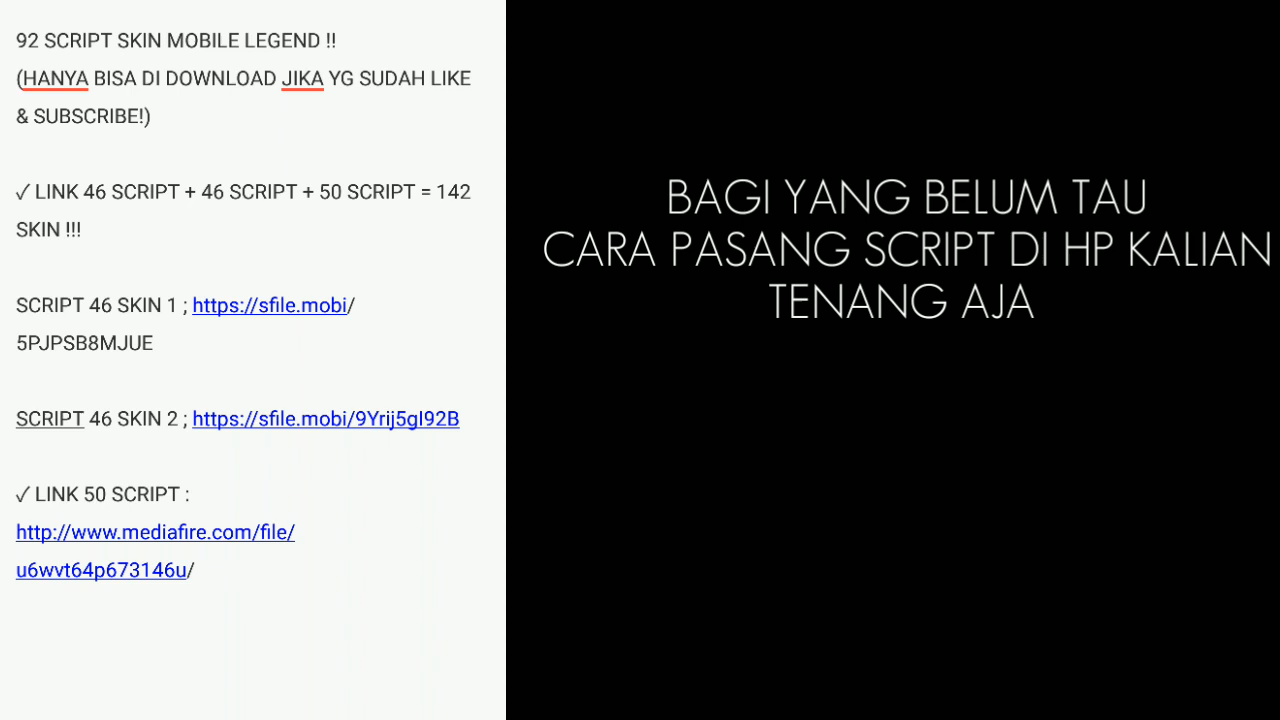 92 SCRIPT SKIN MOBILE LEGEND !!
(HANYA BISA DI DOWNLOAD JIKA YG SUDAH LIKE
& SUBSCRIBE!)
✓ LINK 46 SCRIPT + 46 SCRIPT + 50 SCRIPT = 142
SKIN !!!
SCRIPT 46 SKIN 1 ; https://sfile.mobi/
5PJPSB8MJUE
SCRIPT 46 SKIN 2 ; https://sfile.mobi/9Yrij5gI92B
✓ LINK 50 SCRIPT :
http://www.mediafire.com/file/
u6wvt64p673146u/
BAGI YANG BELUM TAU
CARA PASANG SCRIPT DI HP KALIAN
TENANG AJA